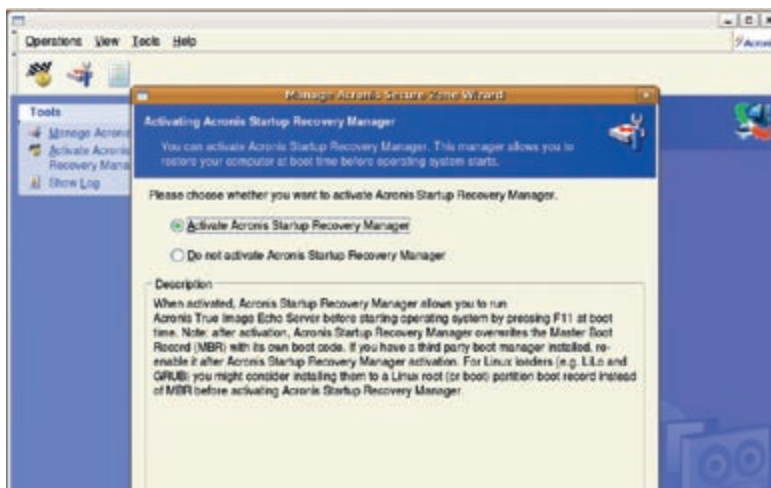 Operations View Tools Help
Acronis
Manage Acronis Secure Zone Wizard
Tools
Manage Acronis
Activate Acronis
Recovery Mana
Show Log
Activating Acronis Startup Recovery Manager
You can activate Acronis Startup Recovery Manager. This manager allows you to
restore your computer at boot time before operating system starts.
Please choose whether you want to activate Acronis Startup Recovery Manager.
Activate Acronis Startup Recovery Manager
Do not activate Acronis Startup Recovery Manager
Description
When activated, Acronis Startup Recovery Manager allows you to run
Acronis True Image Echo Server before starting operating system by pressing F11 at boot
time. Note: after activation, Acronis Startup Recovery Manager overwrites the Master Boot
Record (MBR) with its own boot code. If you have a third party boot manager installed, re-
enable it after Acronis Startup Recovery Manager activation. For Linux loaders (e.g. LiLo and
GRUB) you might consider installing them to a Linux root (or boot) partition boot record instead
of MBR before activating Acronis Startup Recovery Manager.